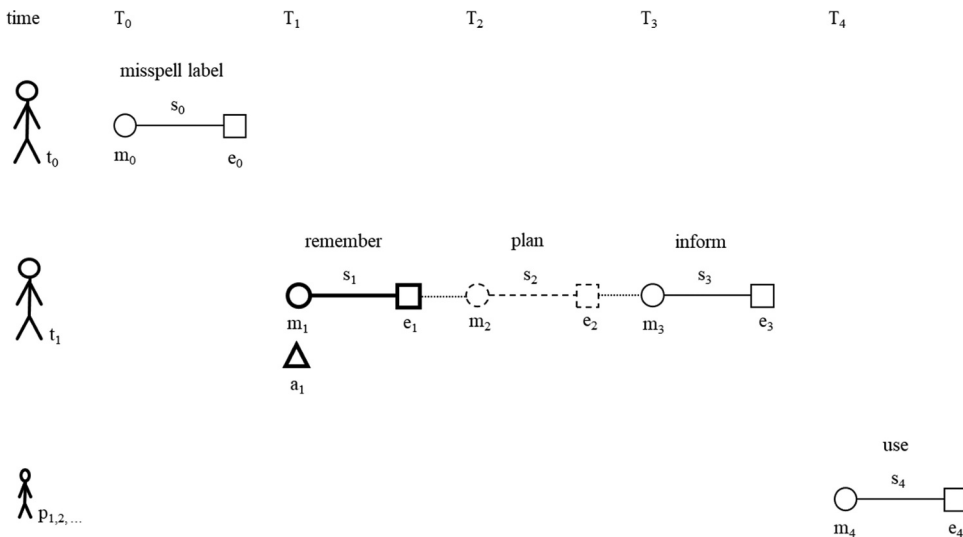 time T₀ T₁ T₂ T₃ T₄
misspell label
s₀
t₀ m₀ e₀
remember plan inform
s₁ s₂ s₃
t₁ m₁ e₁ m₂ e₂ m₃ e₃
a₁
use
s₄
p₁,₂, ...
m₄ e₄